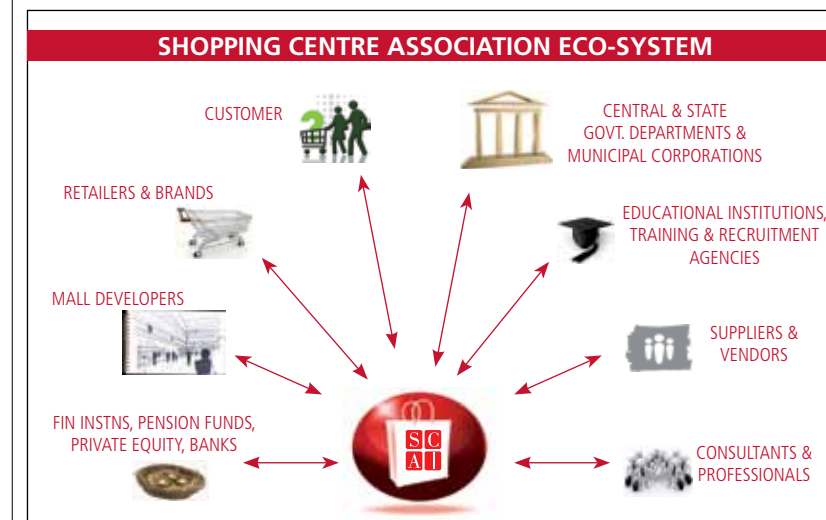 SHOPPING CENTRE ASSOCIATION ECO-SYSTEM
CUSTOMER
CENTRAL & STATE
GOVT. DEPARTMENTS &
MUNICIPAL CORPORATIONS
RETAILERS & BRANDS
EDUCATIONAL INSTITUTIONS,
TRAINING & RECRUITMENT
AGENCIES
MALL DEVELOPERS
SUPPLIERS &
VENDORS
FIN INSTNS, PENSION FUNDS,
PRIVATE EQUITY, BANKS
SC
AI
CONSULTANTS &
PROFESSIONALS